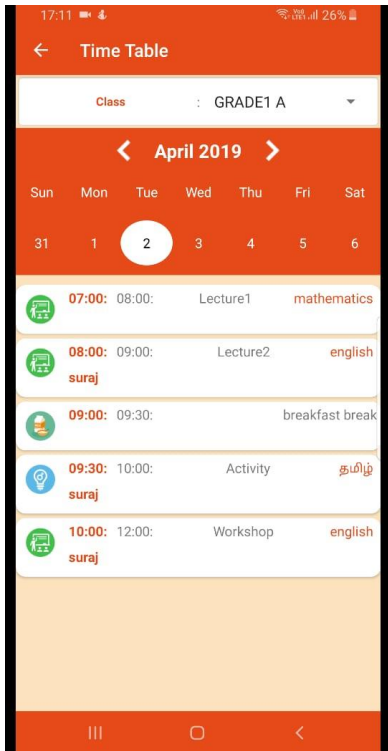 17:11 26%
Time Table
Class : GRADE1 A
April 2019
Sun Mon Tue Wed Thu Fri Sat
31 1 2 3 4 5 6
07:00: 08:00: Lecture1 mathematics
08:00: 09:00: Lecture2 english
suraj
09:00: 09:30: breakfast break
09:30: 10:00: Activity தமிழ்
suraj
10:00: 12:00: Workshop english
suraj